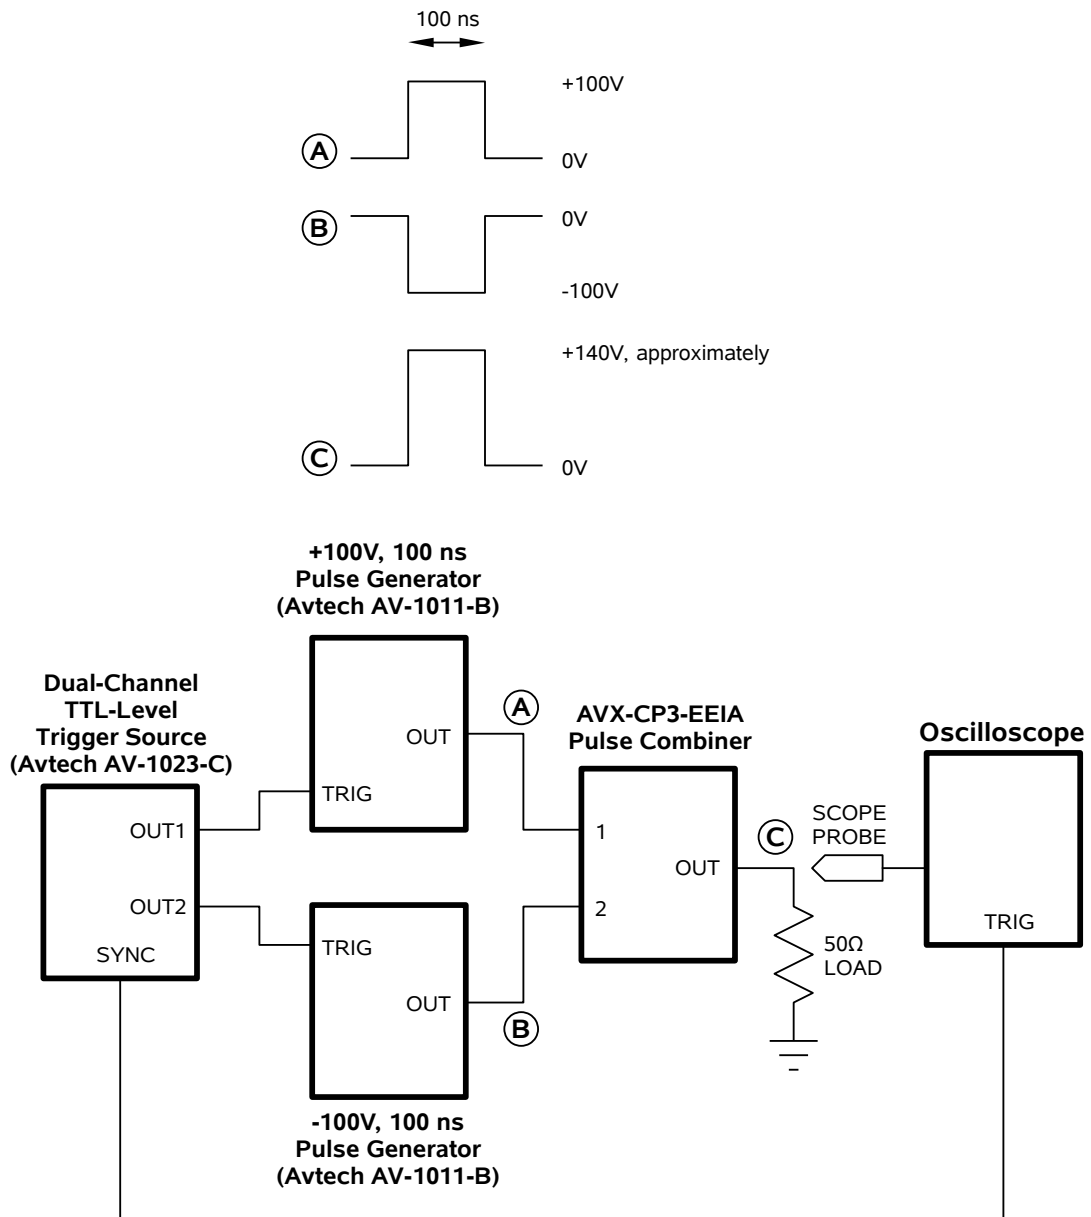 100 ns
+100V
A
0V
B
0V
-100V
+140V, approximately
C
0V
+100V, 100 ns
Pulse Generator
(Avtech AV-1011-B)
Dual-Channel
TTL-Level
Trigger Source
(Avtech AV-1023-C)
OUT1
OUT2
SYNC
OUT
TRIG
A
TRIG
OUT
B
-100V, 100 ns
Pulse Generator
(Avtech AV-1011-B)
AVX-CP3-EEIA
Pulse Combiner
1
2
OUT
C
SCOPE
PROBE
50Ω
LOAD
Oscilloscope
TRIG